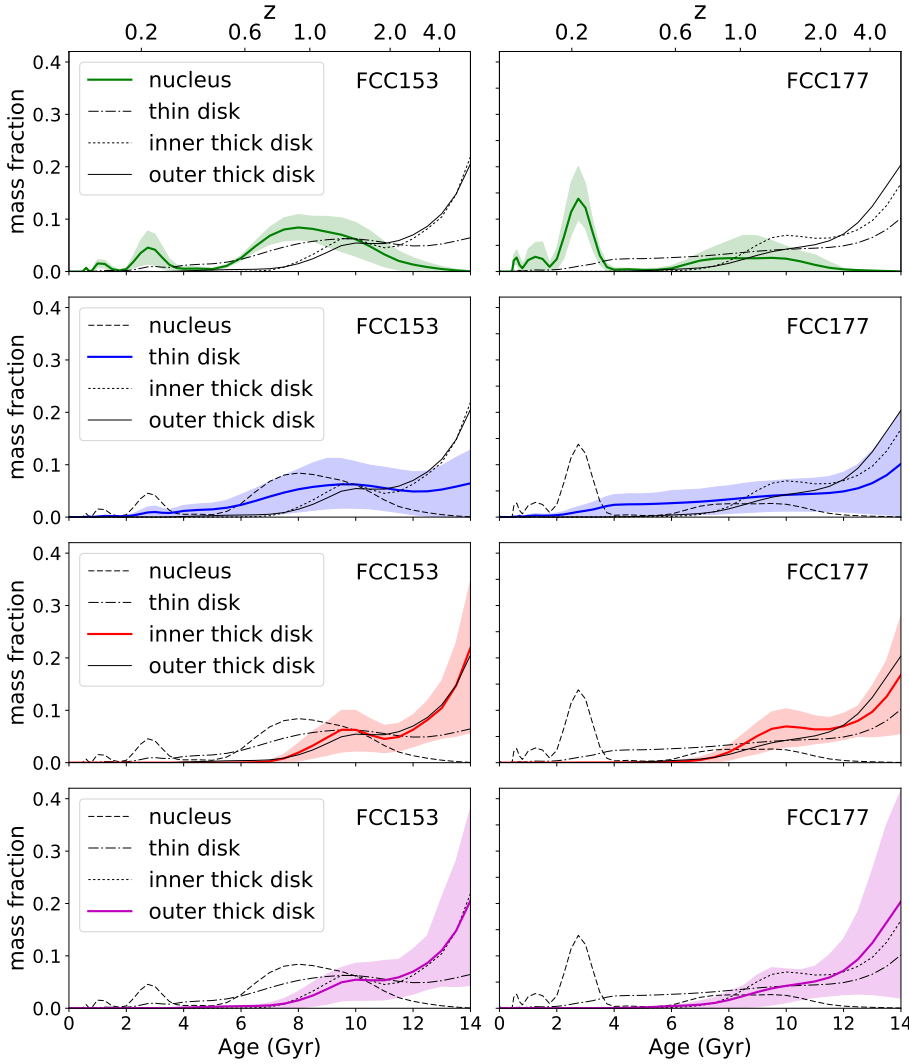 z z
0.2 0.6 1.0 2.0 4.0 0.2 0.6 1.0 2.0 4.0
0.4
0.3
0.2
0.1
0.0
mass fraction
nucleus
thin disk
inner thick disk
outer thick disk
FCC153
FCC177
0.4
0.3
0.2
0.1
0.0
mass fraction
nucleus
thin disk
inner thick disk
outer thick disk
FCC153
FCC177
0.4
0.3
0.2
0.1
0.0
mass fraction
nucleus
thin disk
inner thick disk
outer thick disk
FCC153
FCC177
0.4
0.3
0.2
0.1
0.0
mass fraction
nucleus
thin disk
inner thick disk
outer thick disk
FCC153
FCC177
0 2 4 6 8 10 12 14 0 2 4 6 8 10 12 14
Age (Gyr) Age (Gyr)